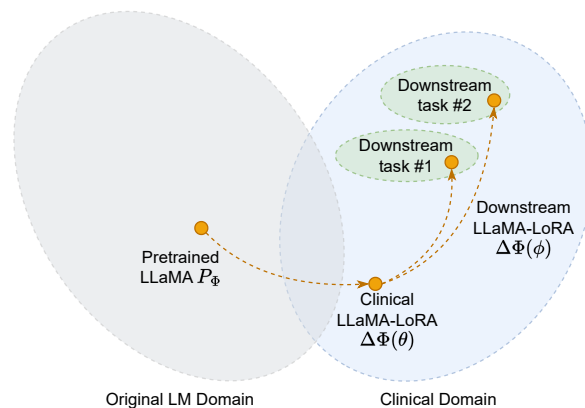 Downstream
task #2
Downstream
task #1
Downstream
LLaMA-LoRA
ΔΦ(ϕ)
Pretrained
LLaMA P_Φ
Clinical
LLaMA-LoRA
ΔΦ(θ)
Original LM Domain
Clinical Domain